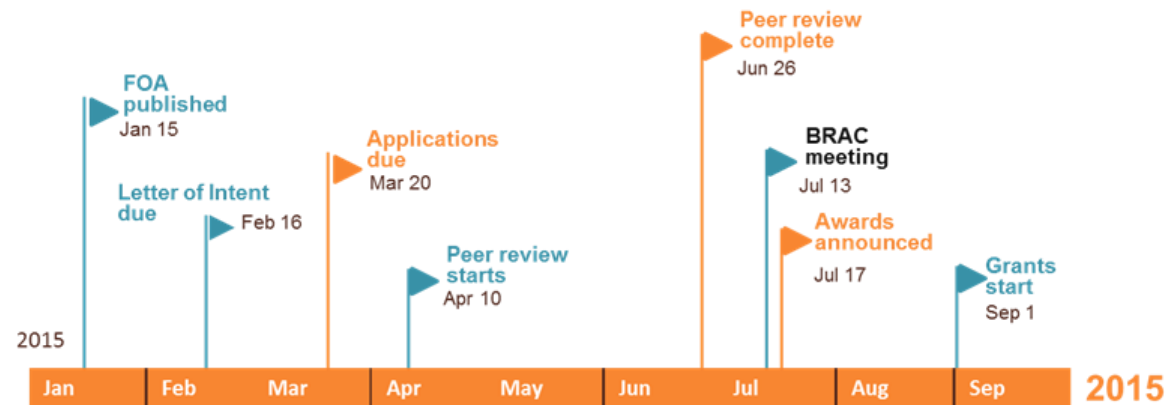 FOA
published
Jan 15
Letter of Intent
due
Feb 16
Applications
due
Mar 20
Peer review
starts
Apr 10
Peer review
complete
Jun 26
BRAC
meeting
Jul 13
Awards
announced
Jul 17
Grants
start
Sep 1
2015
Jan Feb Mar Apr May Jun Jul Aug Sep 2015